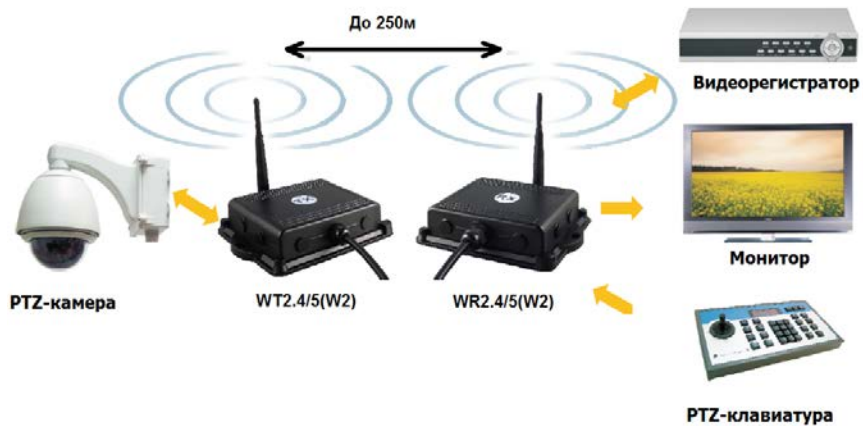 До 250м
Видеорегистратор
Монитор
PTZ-камера
WT2.4/5(W2)
WR2.4/5(W2)
PTZ-клавиатура